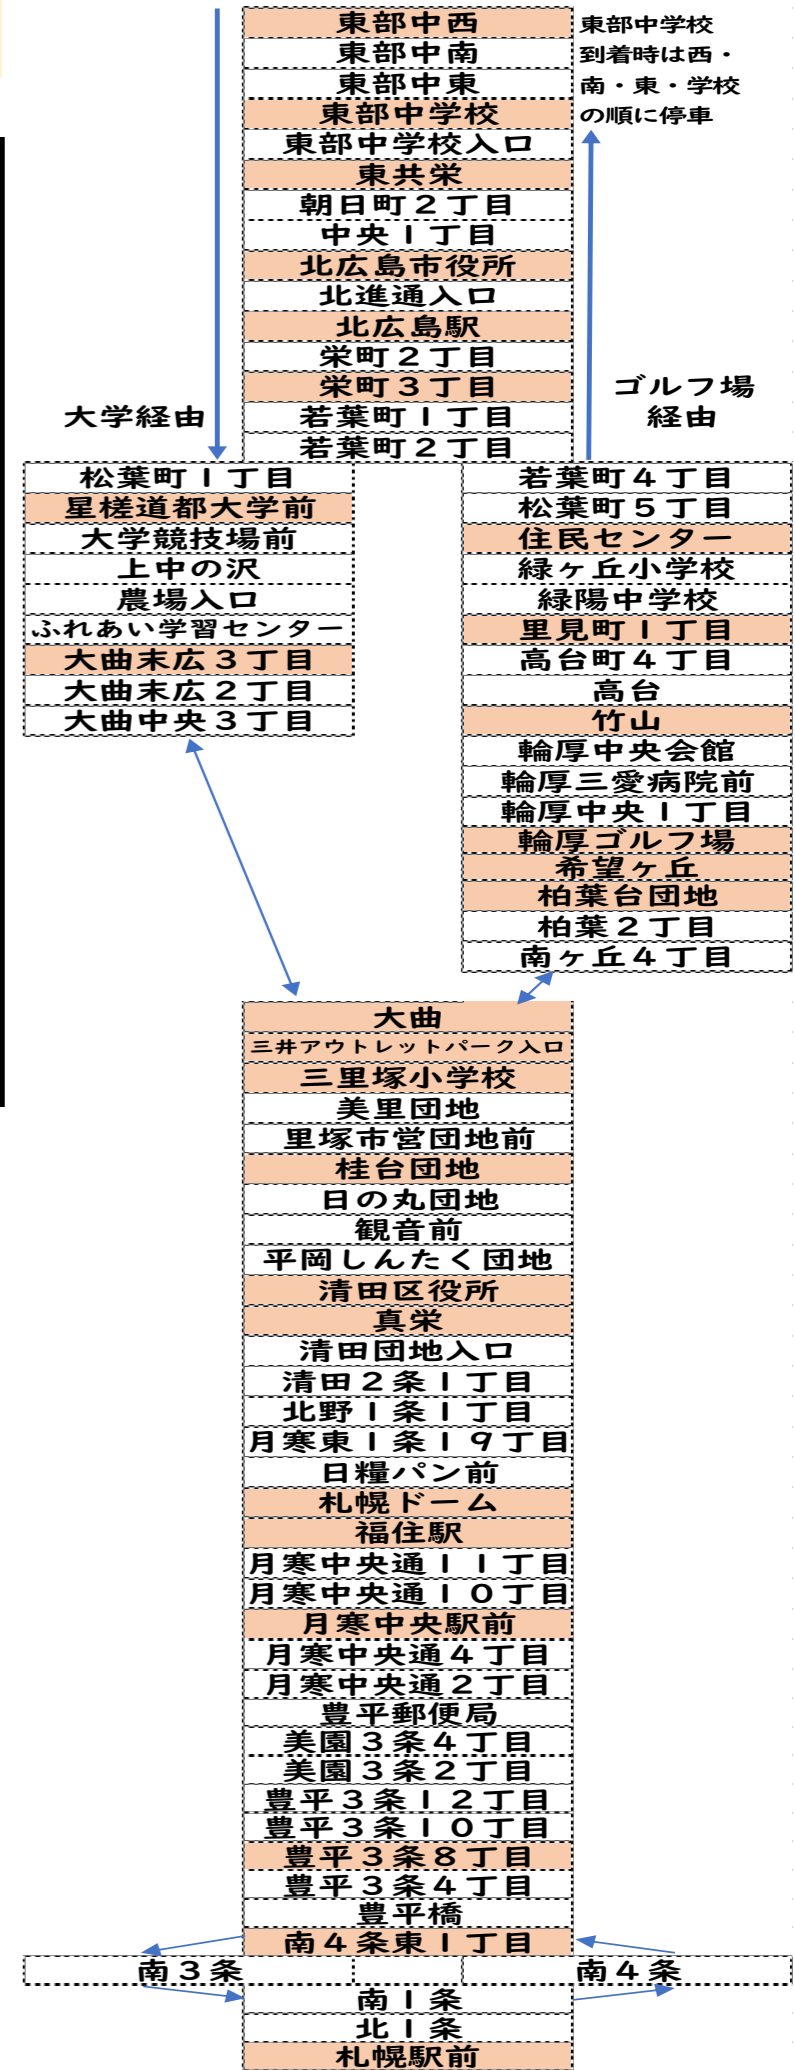 東部中西
東部中南
東部中東
東部中学校
東部中学校入口
東共栄
朝日町２丁目
中央１丁目
北広島市役所
北進通入口
北広島駅
栄町２丁目
栄町３丁目
若葉町１丁目
若葉町２丁目
東部中学校
到着時は西・
南・東・学校
の順に停車
大学経由
ゴルフ場
経由
松葉町１丁目
星槎道都大学前
大学競技場前
上中の沢
農場入口
ふれあい学習センター
大曲末広３丁目
大曲末広２丁目
大曲中央３丁目
若葉町４丁目
松葉町５丁目
住民センター
緑ヶ丘小学校
緑陽中学校
里見町１丁目
高台町４丁目
高台
竹山
輪厚中央会館
輪厚三愛病院前
輪厚中央１丁目
輪厚ゴルフ場
希望ヶ丘
柏葉台団地
柏葉２丁目
南ヶ丘４丁目
大曲
三井アウトレットパーク入口
三里塚小学校
美里団地
里塚市営団地前
桂台団地
日の丸団地
観音前
平岡しんたく団地
清田区役所
真栄
清田団地入口
清田２条１丁目
北野１条１丁目
月寒東１条１９丁目
日糧パン前
札幌ドーム
福住駅
月寒中央通１１丁目
月寒中央通１０丁目
月寒中央駅前
月寒中央通４丁目
月寒中央通２丁目
豊平郵便局
美園３条４丁目
美園３条２丁目
豊平３条１２丁目
豊平３条１０丁目
豊平３条８丁目
豊平３条４丁目
豊平橋
南４条東１丁目
南３条
南４条
南１条
北１条
札幌駅前